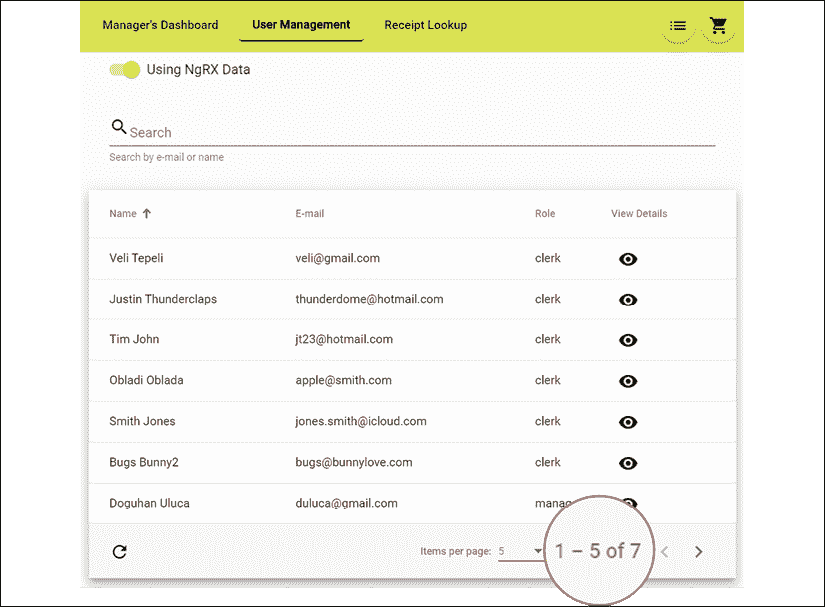 Manager's Dashboard User Management Receipt Lookup
Using NgRX Data
Search
Search by e-mail or name
Name E-mail Role View Details
Veli Tepeli veli@gmail.com clerk
Justin Thunderclaps thunderdome@hotmail.com clerk
Tim John jt23@hotmail.com clerk
Obladi Oblada apple@smith.com clerk
Smith Jones jones.smith@icloud.com clerk
Bugs Bunny2 bugs@bunnylove.com clerk
Doguhan Uluca duluca@gmail.com manag
Items per page: 5 1 – 5 of 7